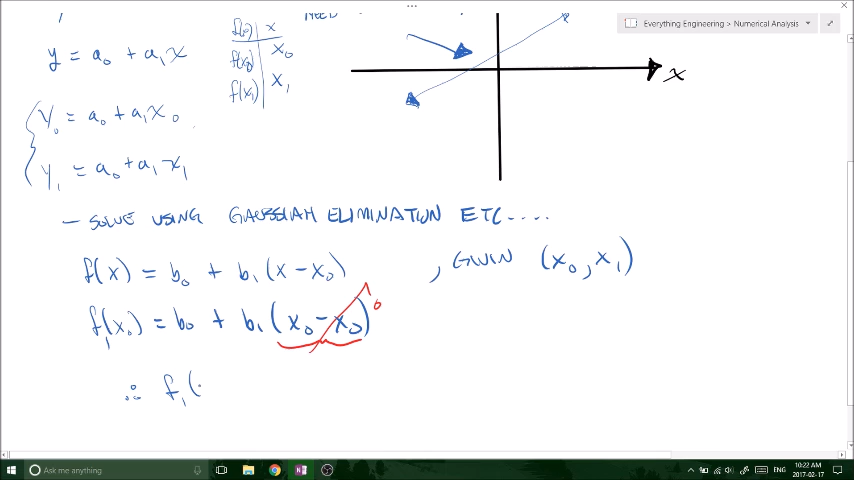 Everything Engineering > Numerical Analysis
NEED
f(x) x
y = a₀ + a₁x
f(x₀) x₀
f(x₁) x₁
x
y₀ = a₀ + a₁x₀
y₁ = a₀ + a₁x₁
- SOLVE USING GAUSSIAN ELIMINATION ETC....
f(x) = b₀ + b₁(x - x₀) , GIVEN (x₀, x₁)
f₁(x₀) = b₀ + b₁(x₀ - x₀) 0
∴ f₁(
Ask me anything
ENG
10:22 AM
2017-02-17